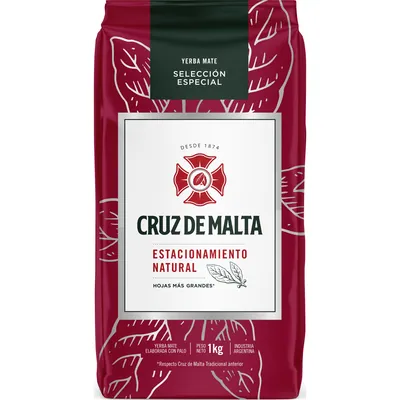 YERBA MATE
SELECCIÓN
ESPECIAL
DESDE 1874
CRUZ DE MALTA
ESTACIONAMIENTO
NATURAL
HOJAS MÁS GRANDES*
YERBA MATE
ELABORADA CON PALO
PESO
NETO
1kg
INDUSTRIA
ARGENTINA
*Respecto Cruz de Malta Tradicional anterior